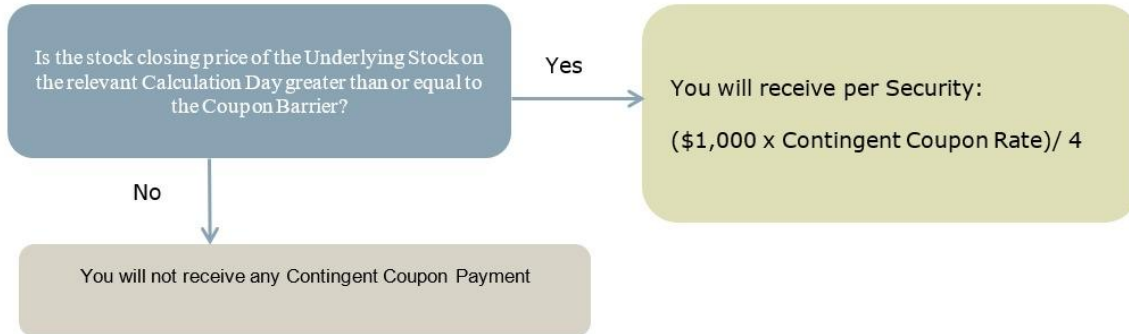 Is the stock closing price of the Underlying Stock on
the relevant Calculation Day greater than or equal to
the Coupon Barrier?
Yes
You will receive per Security:
($1,000 x Contingent Coupon Rate)/ 4
No
You will not receive any Contingent Coupon Payment